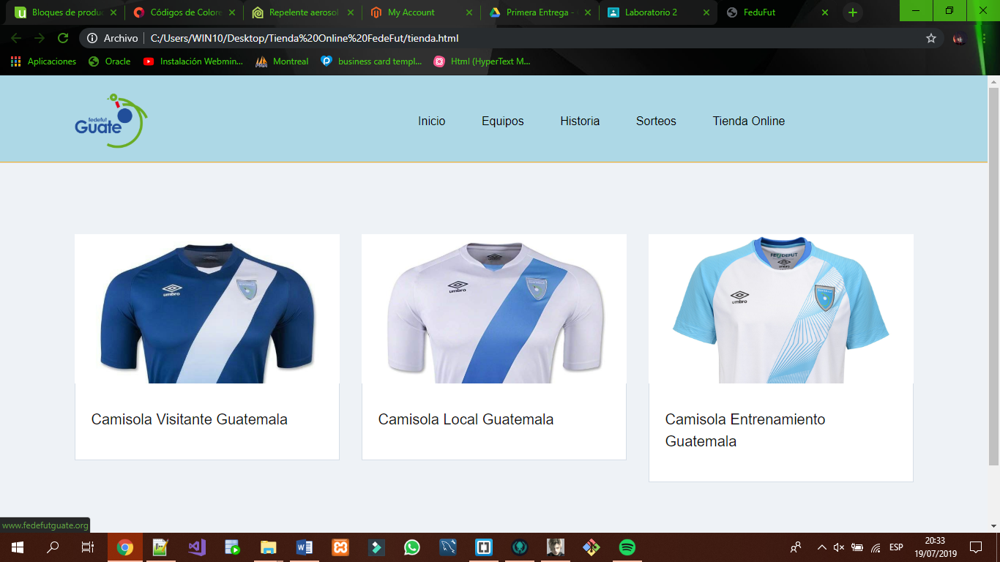 Bloques de produc
Códigos de Colore
Repelente aerosol
My Account
Primera Entrega -
Laboratorio 2
FeduFut
Archivo
C:/Users/WIN10/Desktop/Tienda%20Online%20FedeFut/tienda.html
Aplicaciones
Oracle
Instalación Webmin...
Montreal
business card templ...
Html (HyperText M...
fedefut
Guate
Inicio
Equipos
Historia
Sorteos
Tienda Online
umbro
umbro
FEDEFUT
umbro
umbro
Camisola Visitante Guatemala
Camisola Local Guatemala
Camisola Entrenamiento
Guatemala
www.fedefutguate.org
ESP
20:33
19/07/2019